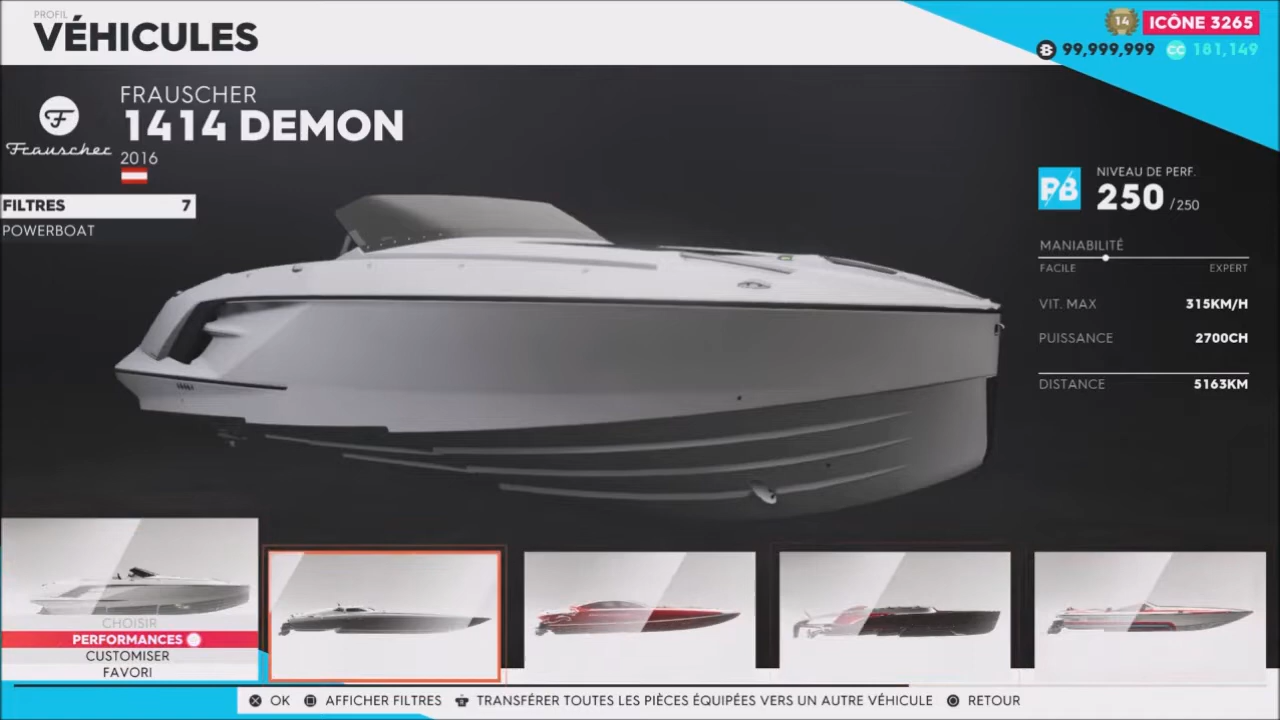 PROFIL
VÉHICULES
14 ICÔNE 3265
99,999,999 CC 181,149
FRAUSCHER
1414 DEMON
Frauscher
2016
FILTRES 7
POWERBOAT
PB
NIVEAU DE PERF.
250 /250
MANIABILITÉ
FACILE EXPERT
VIT. MAX 315KM/H
PUISSANCE 2700CH
DISTANCE 5163KM
CHOISIR
PERFORMANCES
CUSTOMISER
FAVORI
OK AFFICHER FILTRES TRANSFÉRER TOUTES LES PIÈCES ÉQUIPÉES VERS UN AUTRE VÉHICULE RETOUR